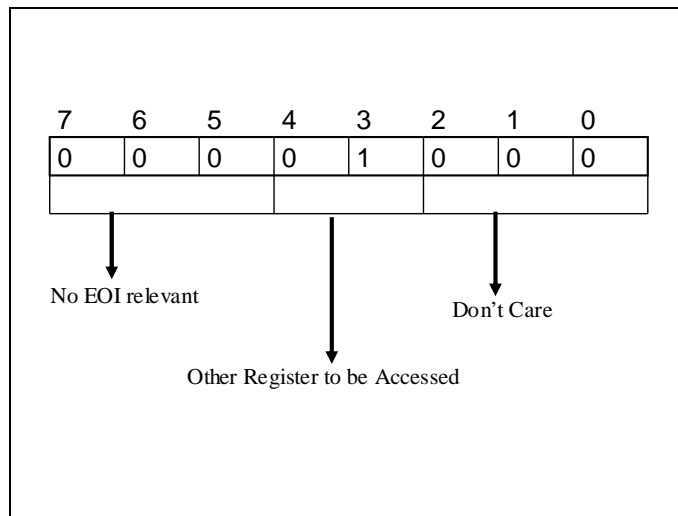 7 6 5 4 3 2 1 0
0 0 0 0 1 0 0 0
No EOI relevant
Don’t Care
Other Register to be Accessed